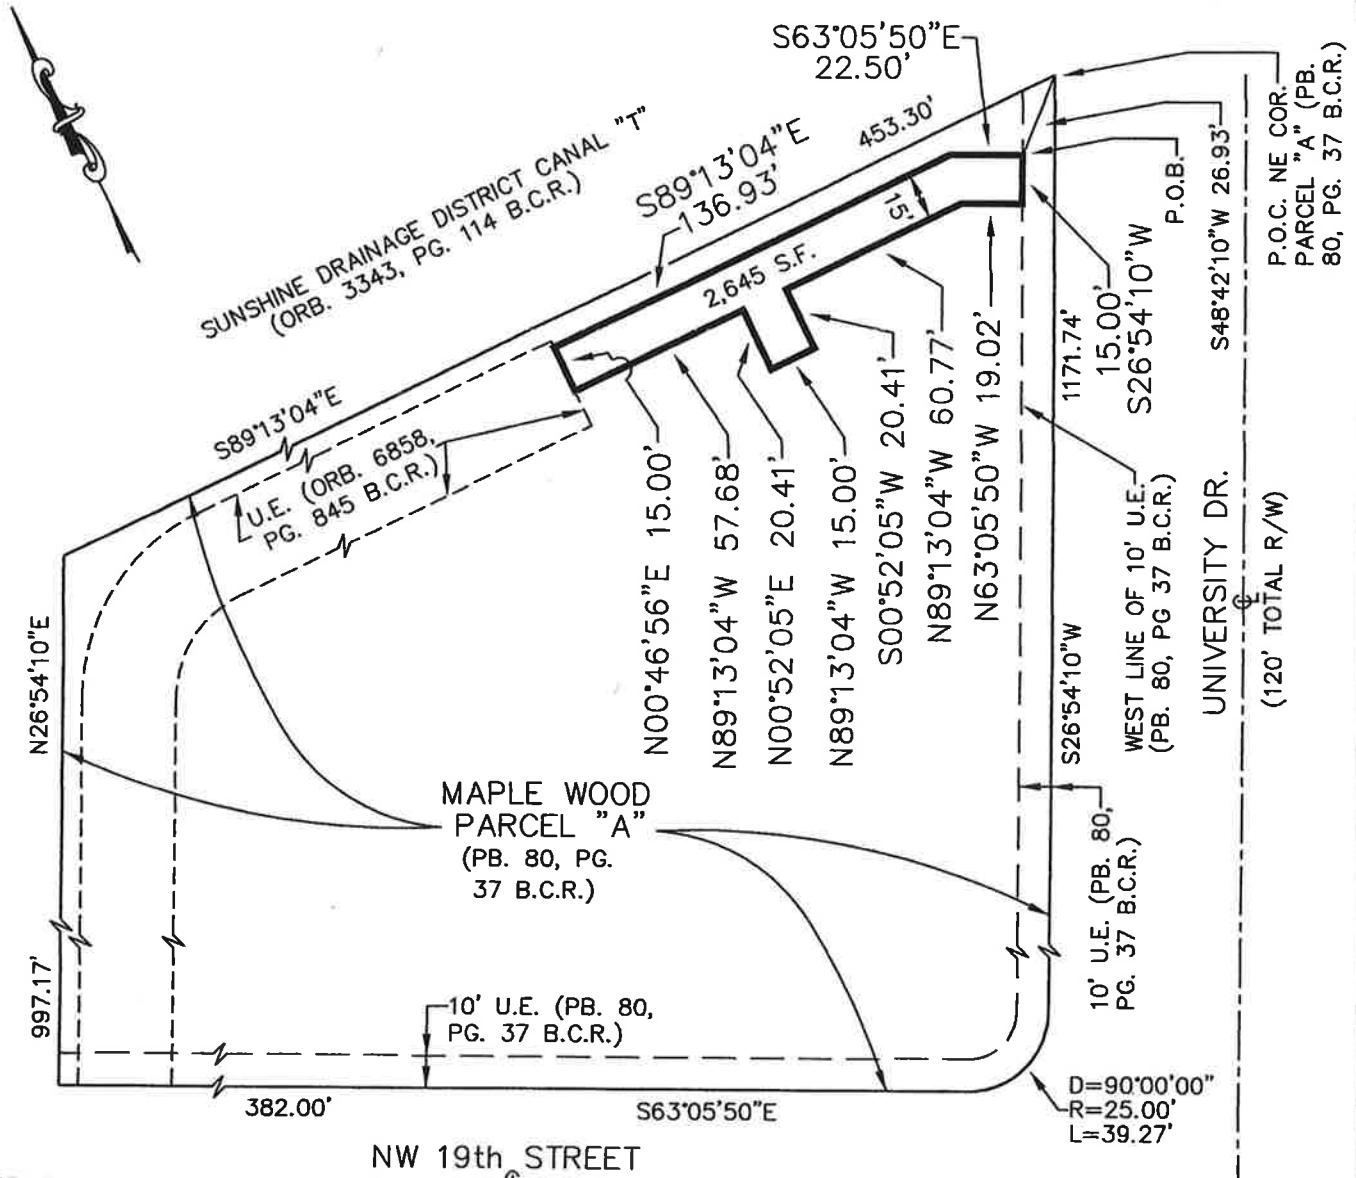 S63°05'50"E
22.50'
P.O.C. NE COR.
PARCEL "A" (PB.
80, PG. 37 B.C.R.)
SUNSHINE DRAINAGE DISTRICT CANAL "T"
(ORB. 3343, PG. 114 B.C.R.)
S89°13'04"E
136.93'
453.30'
15'
2,645 S.F.
P.O.B.
S48°42'10"W 26.93'
15.00'
S26°54'10"W
1171.74'
S89°13'04"E
U.E. (ORB. 6858,
PG. 845 B.C.R.)
N00°46'56"E 15.00'
N89°13'04"W 57.68'
N00°52'05"E 20.41'
N89°13'04"W 15.00'
S00°52'05"W 20.41'
N89°13'04"W 60.77'
N63°05'50"W 19.02'
WEST LINE OF 10' U.E.
(PB. 80, PG 37 B.C.R.)
UNIVERSITY DR.
(120' TOTAL R/W)
S26°54'10"W
N26°54'10"E
997.17'
MAPLE WOOD
PARCEL "A"
(PB. 80, PG.
37 B.C.R.)
10' U.E. (PB. 80,
PG. 37 B.C.R.)
10' U.E. (PB. 80,
PG. 37 B.C.R.)
D=90°00'00"
R=25.00'
L=39.27'
382.00'
S63°05'50"E
NW 19th STREET